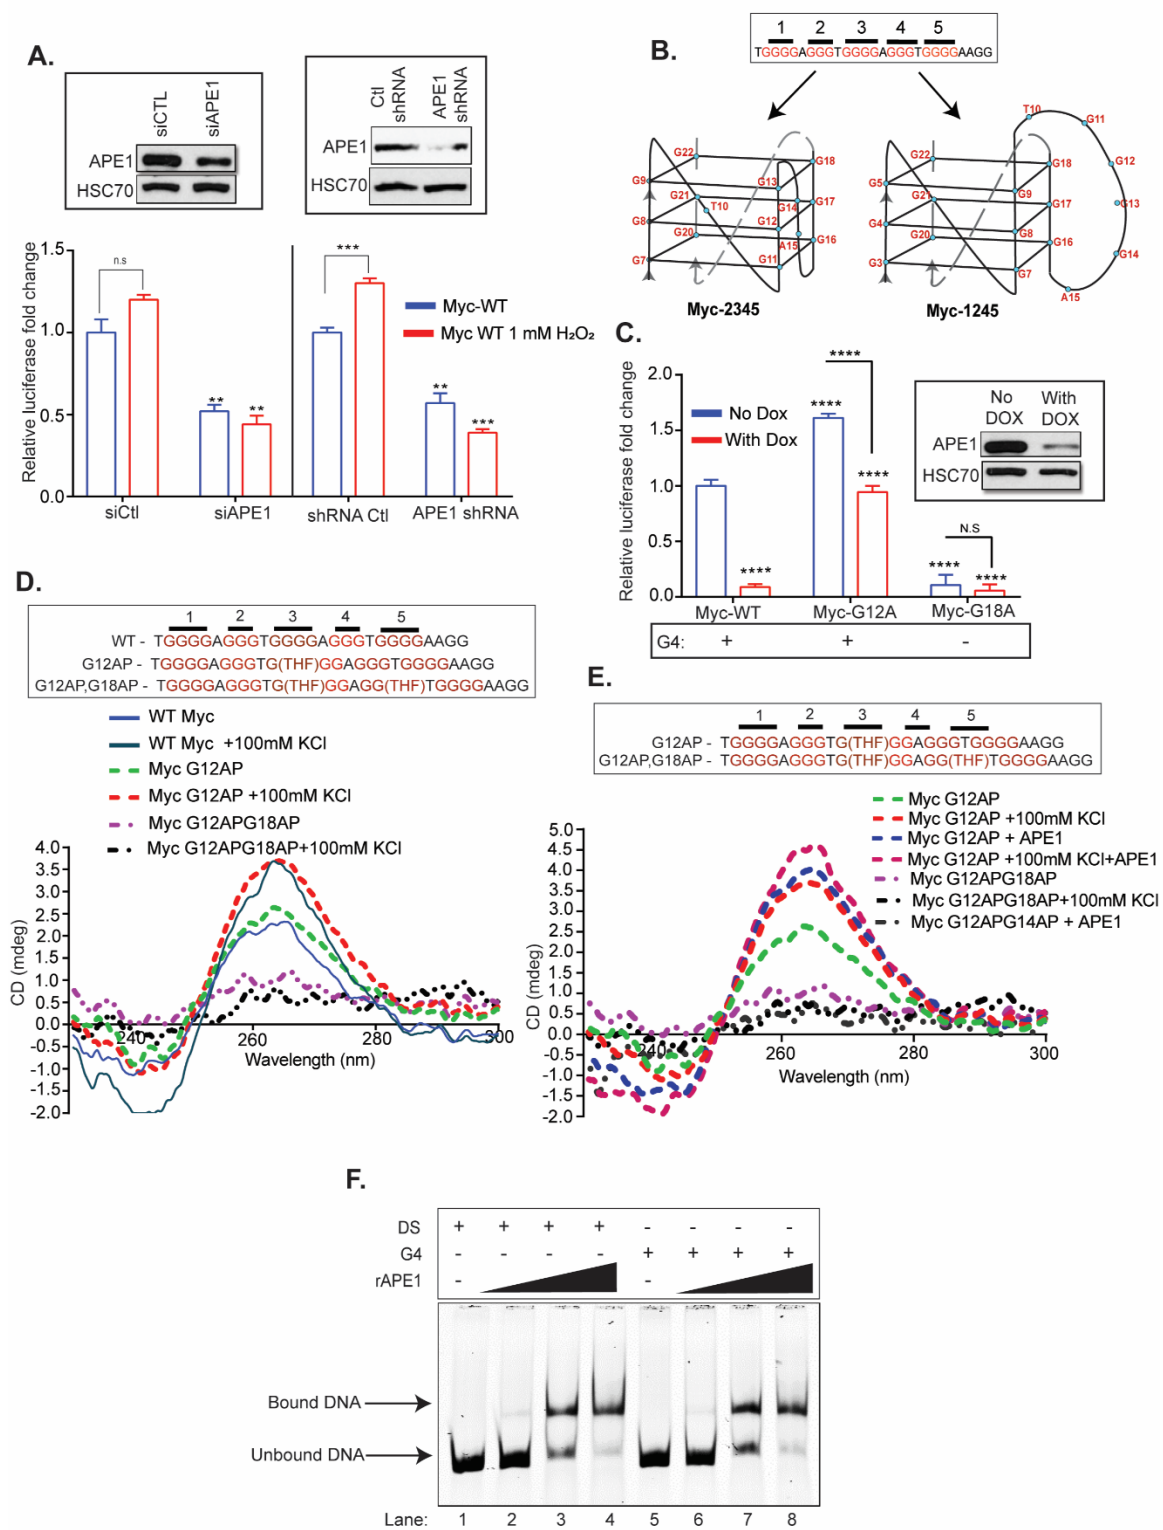 A.
siCTL
siAPE1
APE1
HSC70
Ctl
shRNA
APE1
shRNA
APE1
HSC70
Relative luciferase fold change
1.5
1.0
0.5
0.0
n.s
** **
***
** ***
Myc-WT
Myc WT 1 mM H₂O₂
siCtl siAPE1 shRNA Ctl APE1 shRNA
B.
1 2 3 4 5
TGGGGAGGGTGGGGAGGGTGGGGAAGG
G22
G18
G9
G13
G21
T10
G14
G17
G8
G12
G20
A15
G16
G7
G11
Myc-2345
T10
G11
G22
G18
G12
G5
G9
G21
G17
G13
G4
G8
G20
G16
G14
G3
G7
A15
Myc-1245
C.
Relative luciferase fold change
2.0
1.5
1.0
0.5
0.0
No Dox
With Dox
****
****
****
****
N.S
****
****
No
DOX
With
DOX
APE1
HSC70
Myc-WT Myc-G12A Myc-G18A
G4: + + -
D.
1 2 3 4 5
WT - TGGGGAGGGTGGGGAGGGTGGGGAAGG
G12AP - TGGGGAGGGTG(THF)GGAGGGTGGGGAAGG
G12AP,G18AP - TGGGGAGGGTG(THF)GGAGG(THF)TGGGGAAGG
WT Myc
WT Myc +100mM KCl
Myc G12AP
Myc G12AP +100mM KCl
Myc G12APG18AP
Myc G12APG18AP+100mM KCl
CD (mdeg)
4.0
3.5
3.0
2.5
2.0
1.5
1.0
0.5
0.0
-0.5
-1.0
-1.5
-2.0
240 260 280 300
Wavelength (nm)
E.
1 2 3 4 5
G12AP - TGGGGAGGGTG(THF)GGAGGGTGGGGAAGG
G12AP,G18AP - TGGGGAGGGTG(THF)GGAGG(THF)TGGGGAAGG
Myc G12AP
Myc G12AP +100mM KCl
Myc G12AP + APE1
Myc G12AP +100mM KCl+APE1
Myc G12APG18AP
Myc G12APG18AP+100mM KCl
Myc G12APG14AP + APE1
CD (mdeg)
5.0
4.5
4.0
3.5
3.0
2.5
2.0
1.5
1.0
0.5
0.0
-0.5
-1.0
-1.5
-2.0
240 260 280 300
Wavelength (nm)
F.
DS + + + + - - - -
G4 - - - - + + + +
rAPE1 - -
Bound DNA
Unbound DNA
Lane: 1 2 3 4 5 6 7 8